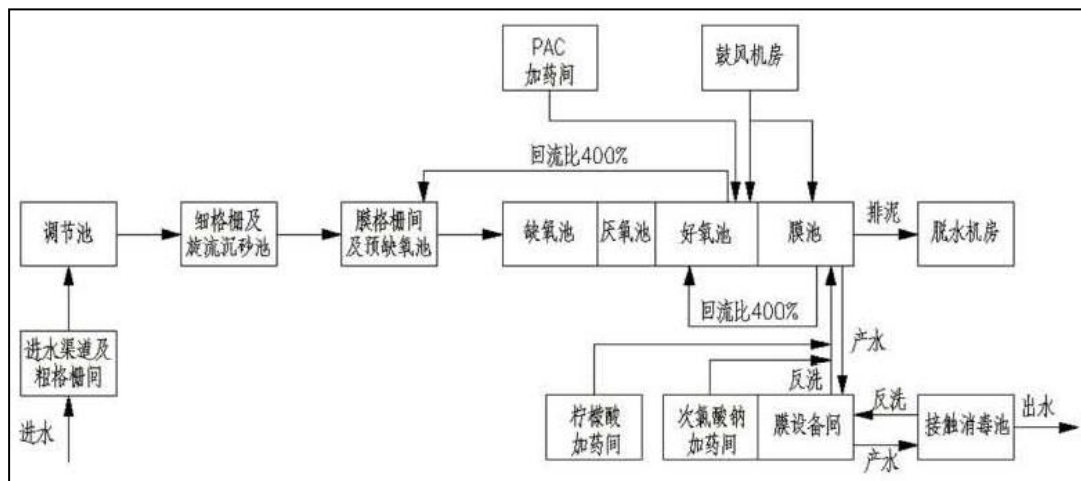 PAC
加药间
鼓风机房
回流比400%
调节池
细格栅及
旋流沉砂池
膜格栅间
及预缺氧池
缺氧池
厌氧池
好氧池
膜池
排泥
脱水机房
回流比400%
进水渠道及
粗格栅间
产水
反洗
进水
柠檬酸
加药间
次氯酸钠
加药间
膜设备间
反洗
产水
接触消毒池
出水